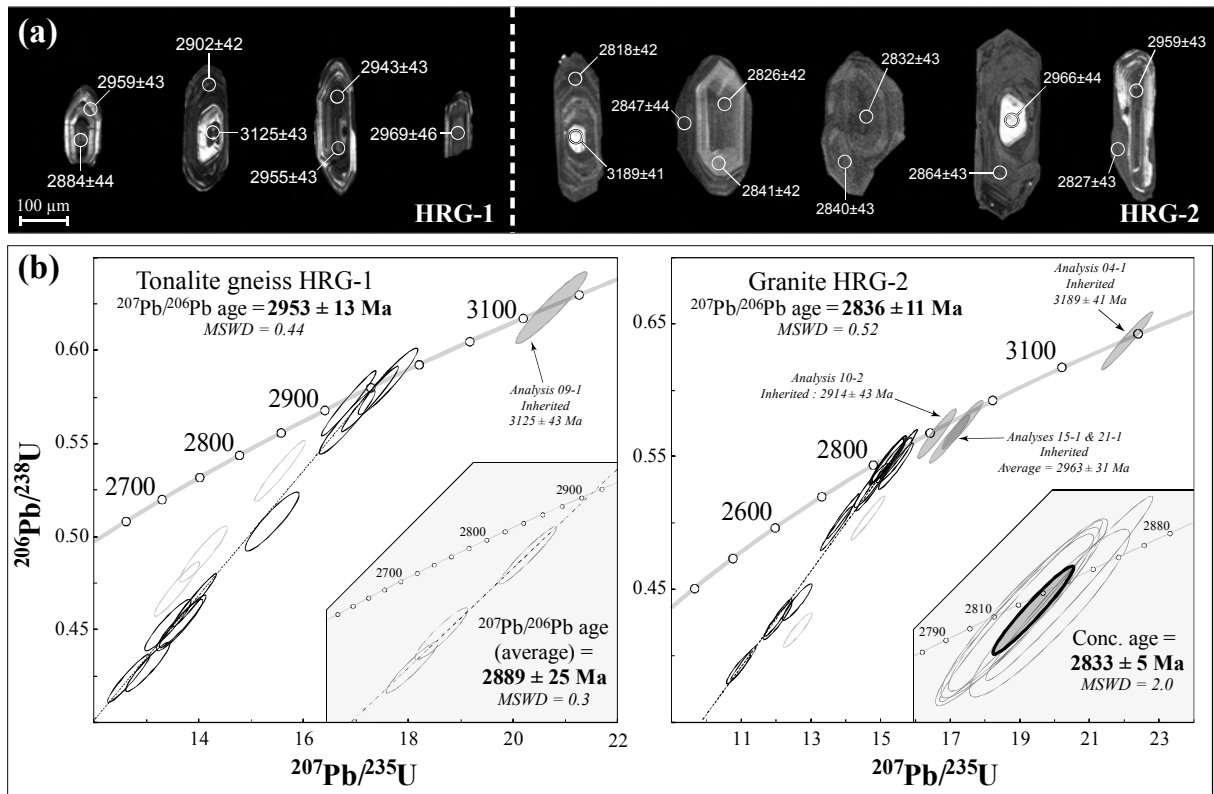 (a)
2902±42
2959±43
2943±43
3125±43
2969±46
2884±44
2955±43
100 µm
HRG-1
2818±42
2832±43
2959±43
2826±42
2966±44
2847±44
3189±41
2841±42
2864±43
2827±43
2840±43
HRG-2
(b)
Tonalite gneiss HRG-1
²⁰⁷Pb/²⁰⁶Pb age = 2953 ± 13 Ma
MSWD = 0.44
3100
2900
2800
2700
Analysis 09-1
Inherited
3125 ± 43 Ma
0.60
0.55
0.50
0.45
²⁰⁶Pb/²³⁸U
2900
2800
2700
²⁰⁷Pb/²⁰⁶Pb age
(average) =
2889 ± 25 Ma
MSWD = 0.3
14 16 18 20 22
²⁰⁷Pb/²³⁵U
Granite HRG-2
²⁰⁷Pb/²⁰⁶Pb age = 2836 ± 11 Ma
MSWD = 0.52
Analysis 04-1
Inherited
3189 ± 41 Ma
3100
2800
2600
Analysis 10-2
Inherited : 2914 ± 43 Ma
Analyses 15-1 & 21-1
Inherited
Average = 2963 ± 31 Ma
0.65
0.55
0.45
2880
2810
2790
Conc. age =
2833 ± 5 Ma
MSWD = 2.0
11 13 15 17 19 21 23
²⁰⁷Pb/²³⁵U